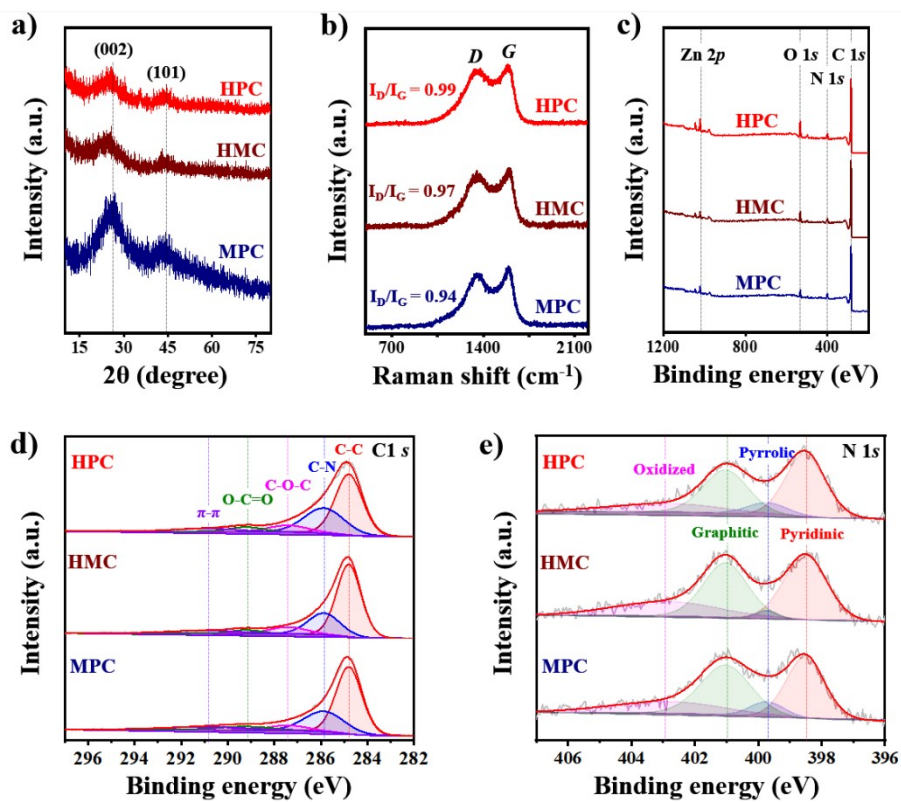 a)
(002)
(101)
HPC
HMC
MPC
Intensity (a.u.)
15 30 45 60 75
2θ (degree)
b)
D G
I_D/I_G = 0.99
HPC
I_D/I_G = 0.97
HMC
I_D/I_G = 0.94
MPC
Intensity (a.u.)
700 1400 2100
Raman shift (cm⁻¹)
c)
Zn 2p O 1s C 1s
N 1s
HPC
HMC
MPC
Intensity (a.u.)
1200 800 400
Binding energy (eV)
d)
C1 s
HPC
C-C
C-N
C-O-C
O-C=O
π-π
HMC
MPC
Intensity (a.u.)
296 294 292 290 288 286 284 282
Binding energy (eV)
e)
N 1s
HPC
Pyrrolic
Oxidized
HMC
Graphitic
Pyridinic
MPC
Intensity (a.u.)
406 404 402 400 398 396
Binding energy (eV)